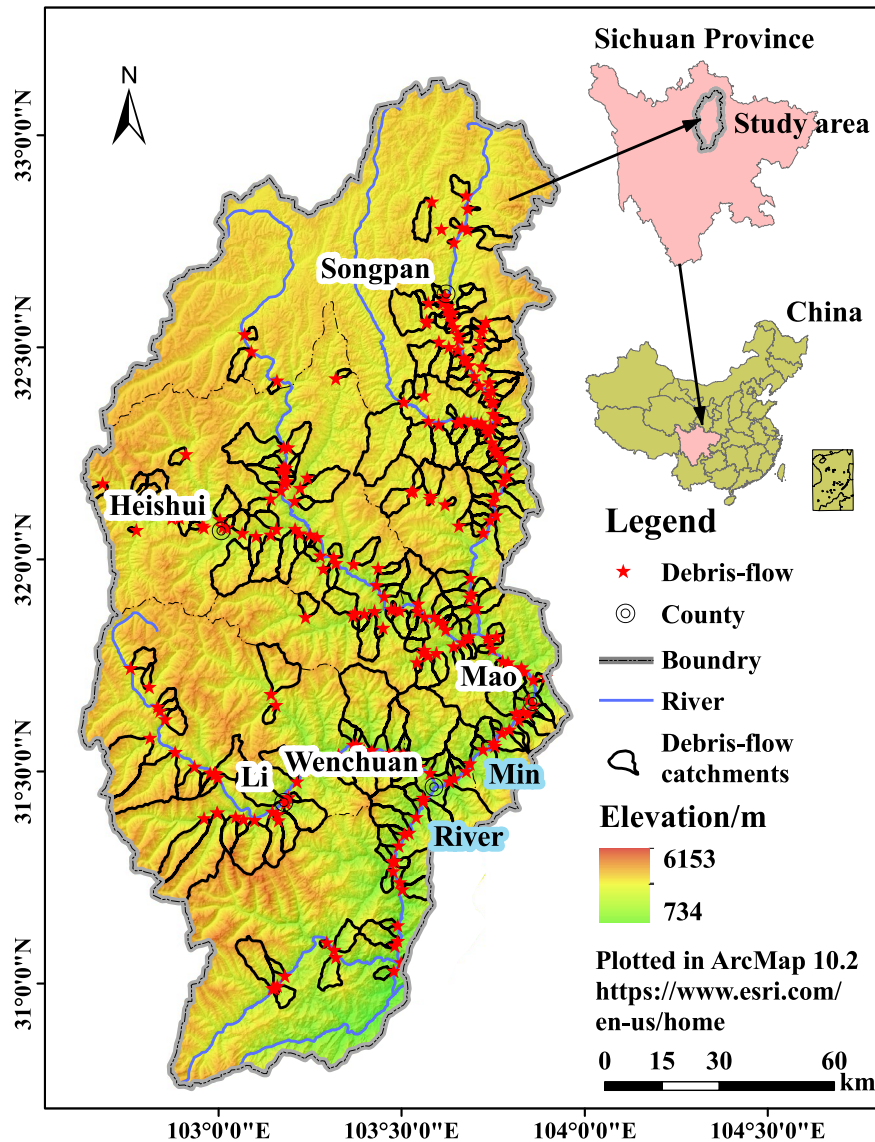 N
Sichuan Province
Study area
China
Songpan
Heishui
Mao
Wenchuan
Li
Min
River
Legend
Debris-flow
County
Boundry
River
Debris-flow
catchments
Elevation/m
6153
734
Plotted in ArcMap 10.2
https://www.esri.com/
en-us/home
0 15 30 60
km
33°0'0"N
32°30'0"N
32°0'0"N
31°30'0"N
31°0'0"N
103°0'0"E 103°30'0"E 104°0'0"E 104°30'0"E